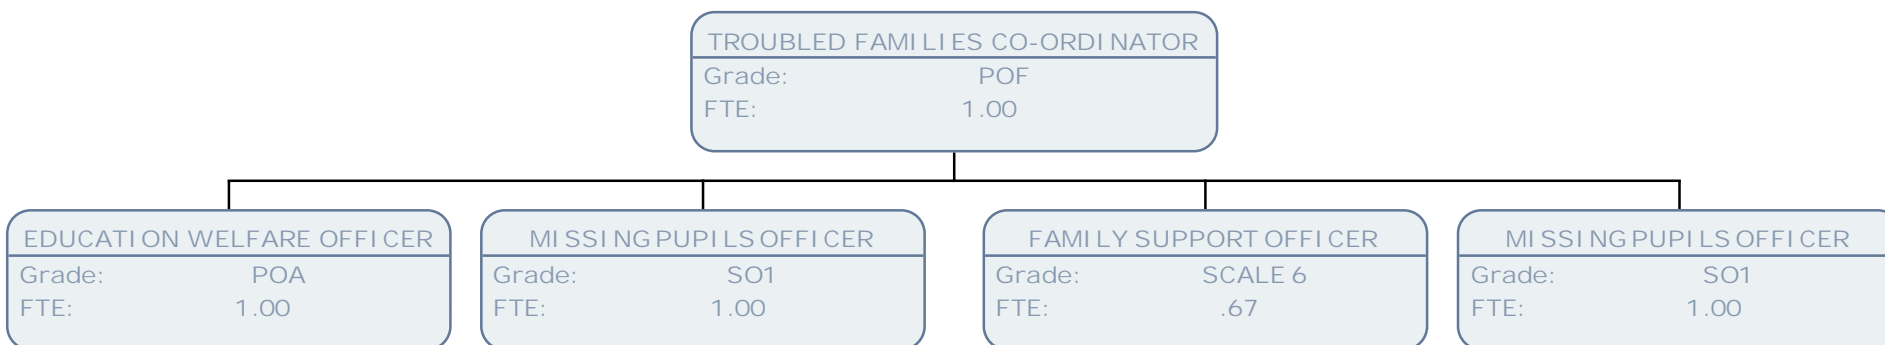 TROUBLED FAMILIES CO-ORDINATOR
Grade: POF
FTE: 1.00
EDUCATION WELFARE OFFICER
Grade: POA
FTE: 1.00
MISSING PUPILS OFFICER
Grade: SO1
FTE: 1.00
FAMILY SUPPORT OFFICER
Grade: SCALE 6
FTE: .67
MISSING PUPILS OFFICER
Grade: SO1
FTE: 1.00